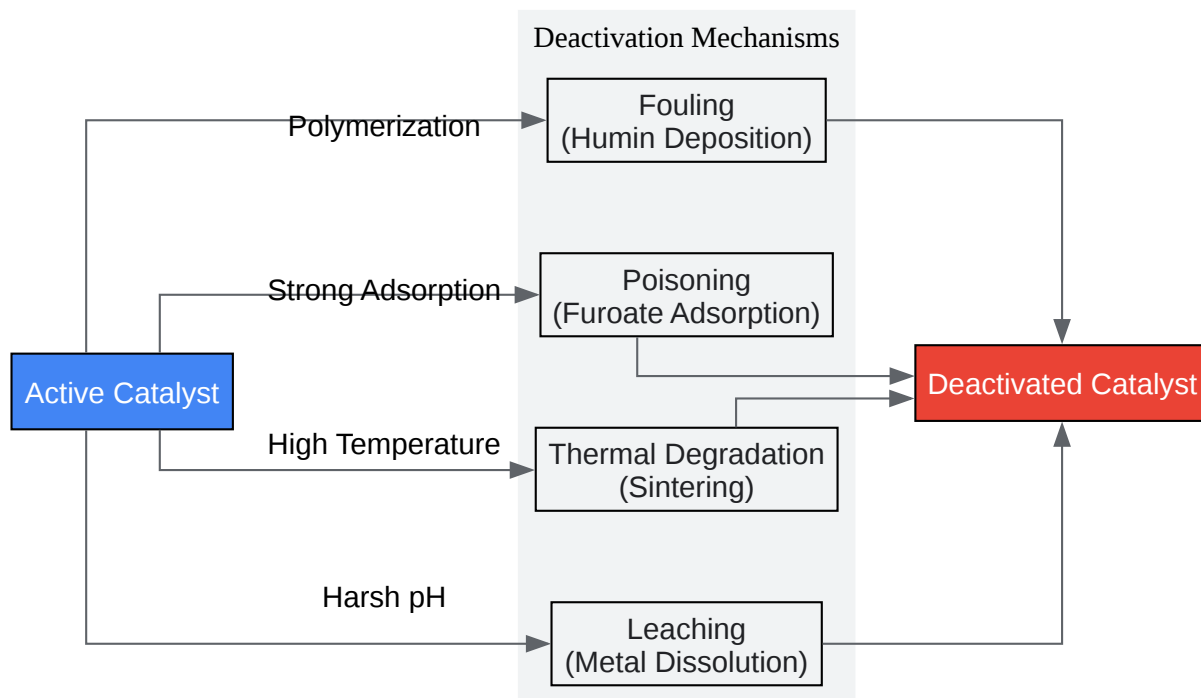 Deactivation Mechanisms
Polymerization
Fouling
(Humin Deposition)
Strong Adsorption
Poisoning
(Furoate Adsorption)
Active Catalyst
Deactivated Catalyst
High Temperature
Thermal Degradation
(Sintering)
Harsh pH
Leaching
(Metal Dissolution)